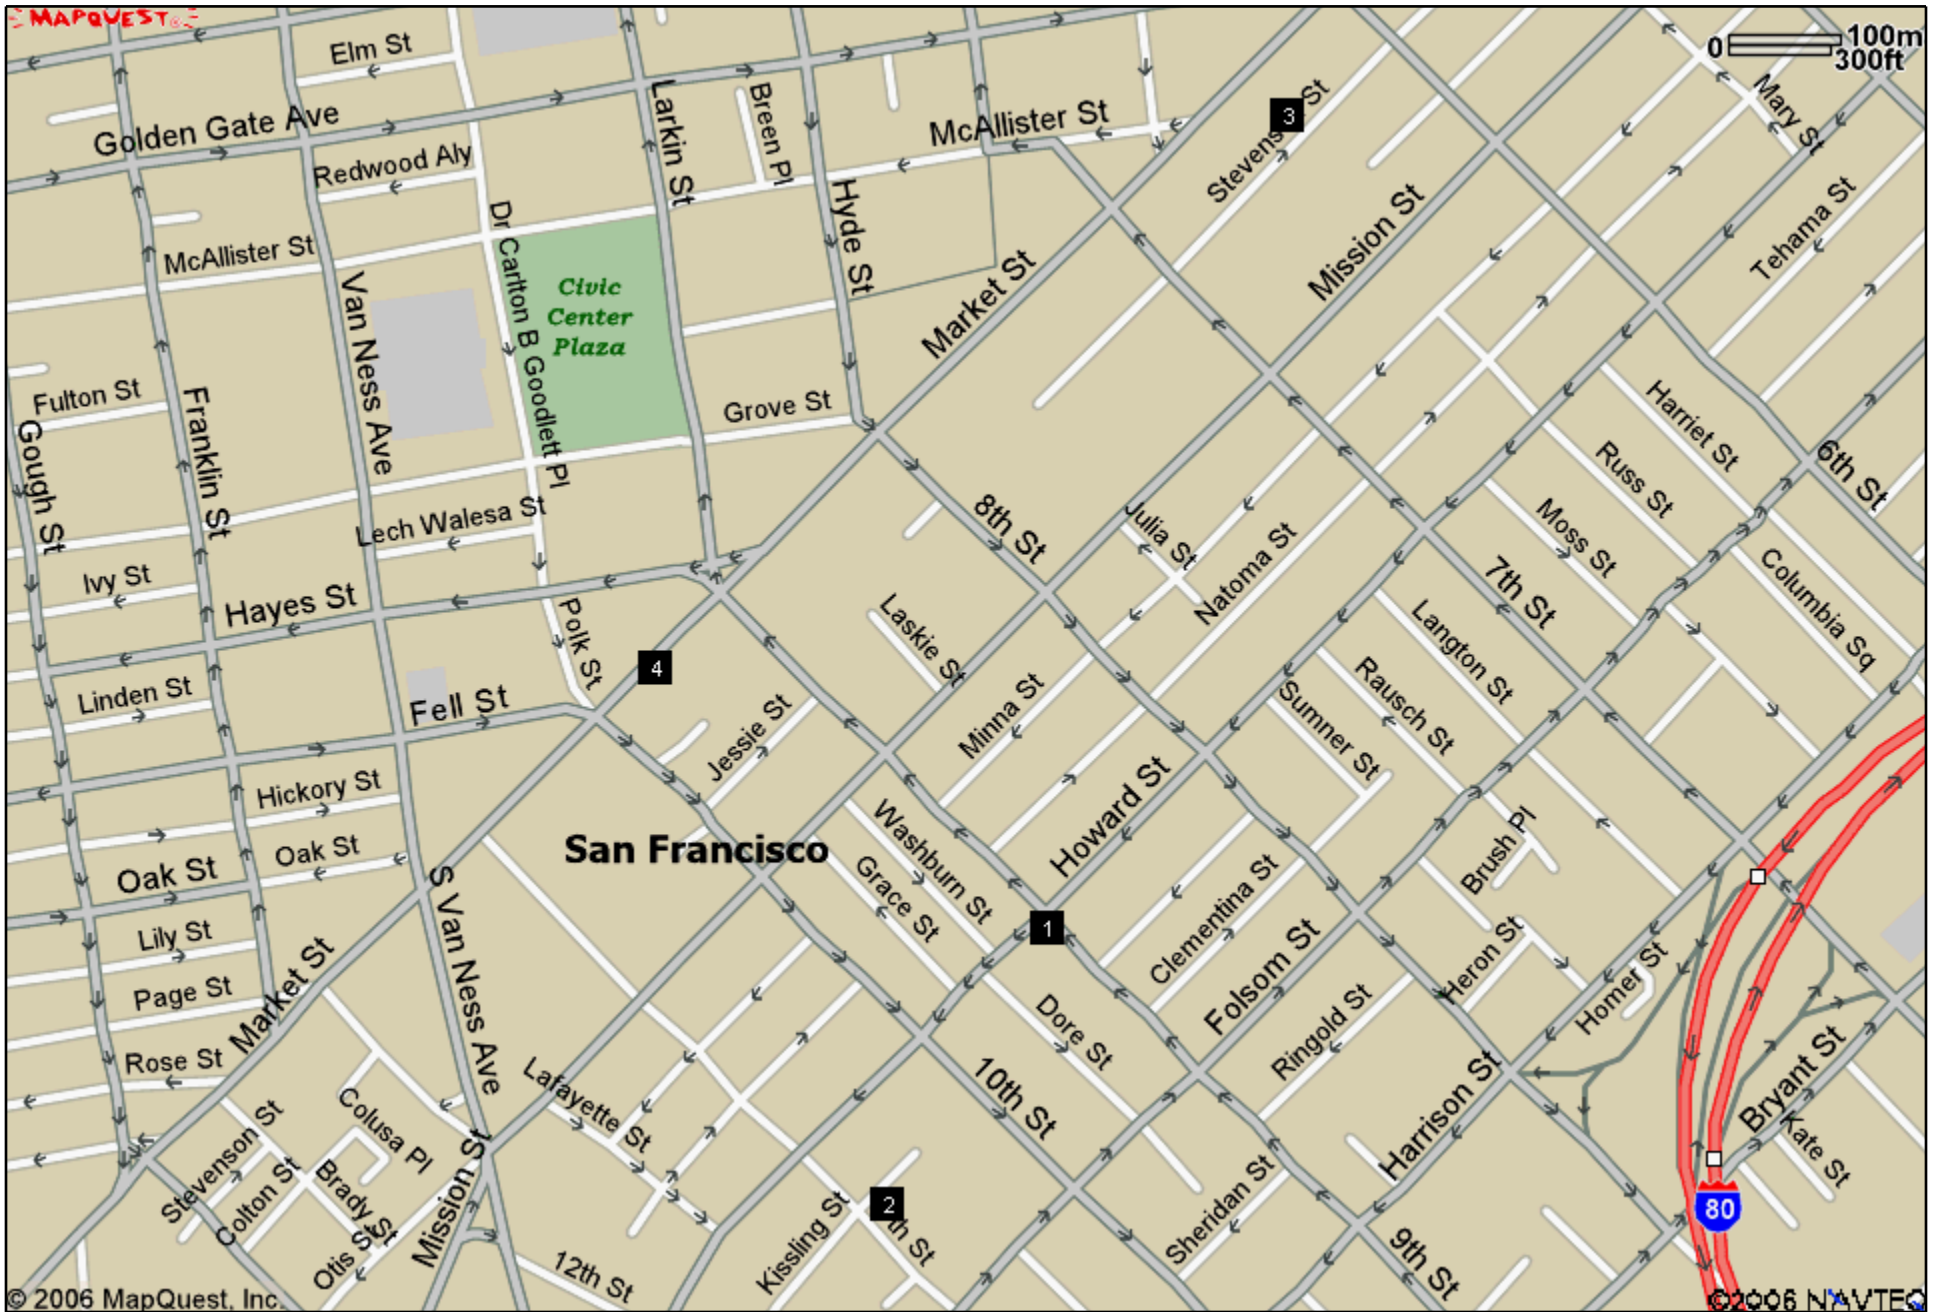 MAPQUEST®
0 100m
300ft
Elm St
Golden Gate Ave
Redwood Aly
Larkin St
Breen Pl
McAllister St
Stevens St
3
Mary St
Tehama St
Hyde St
McAllister St
Dr Carlton B Goodlett Pl
Civic
Center
Plaza
Van Ness Ave
Market St
Mission St
Fulton St
Franklin St
Gough St
Grove St
Harriet St
Russ St
6th St
Lech Walesa St
8th St
Julia St
Natoma St
Moss St
7th St
Columbia Sq
Ivy St
Hayes St
Polk St
4
Laskie St
Langton St
Linden St
Fell St
Jessie St
Minna St
Sumner St
Rausch St
Hickory St
Oak St
Oak St
San Francisco
Howard St
Washburn St
Grace St
1
Clementina St
Brush Pl
Lily St
Page St
Market St
S Van Ness Ave
Dore St
Folsom St
Heron St
Homer St
Ringold St
Rose St
Lafayette St
10th St
Harrison St
Bryant St
Kate St
Stevenson St
Colusa Pl
Colton St
Brady St
Otis St
Mission St
12th St
Kissling St
2
th St
Sheridan St
9th St
80
© 2006 MapQuest, Inc.
©2006 NAVTEQ